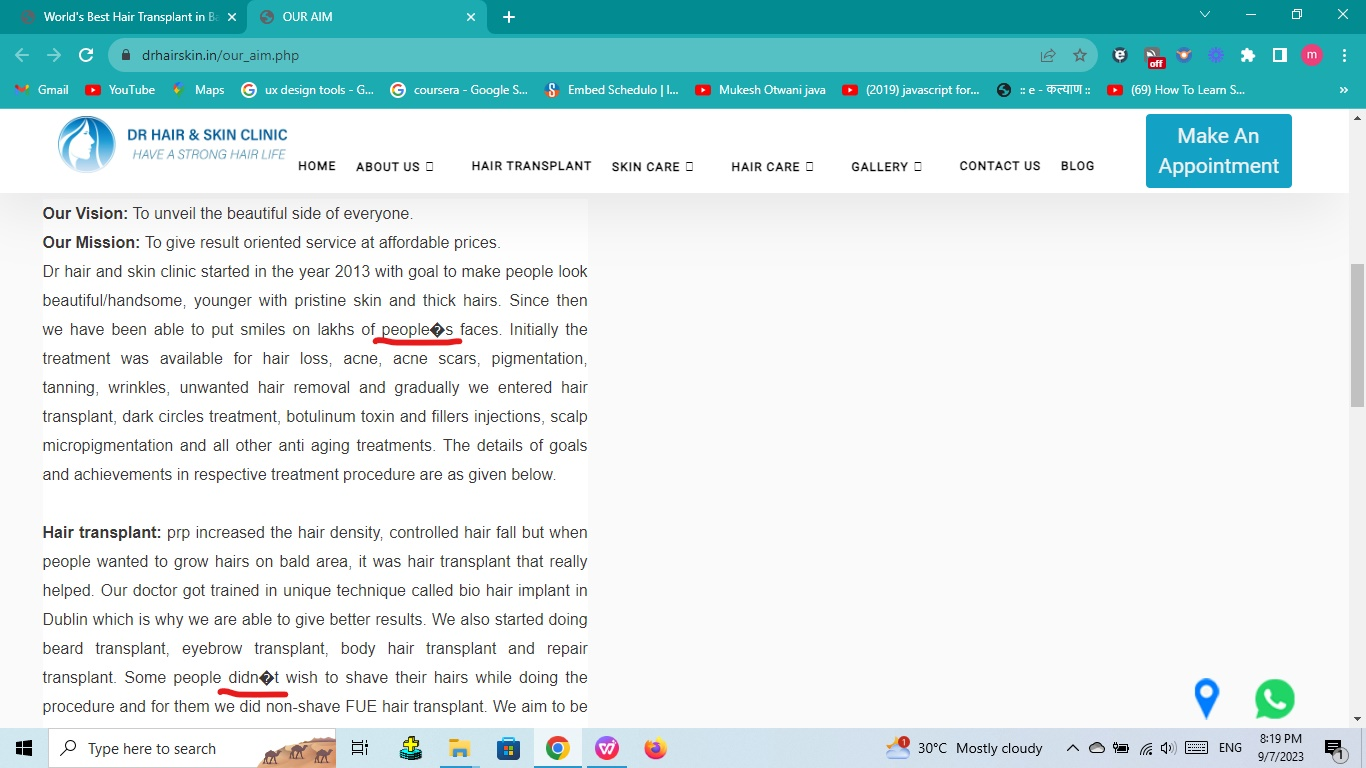 World's Best Hair Transplant in Ba
OUR AIM
drhairskin.in/our_aim.php
off
m
Gmail
YouTube
Maps
ux design tools - G...
coursera - Google S...
Embed Schedulo | I...
Mukesh Otwani java
(2019) javascript for...
:: e - कल्याण ::
(69) How To Learn S...
»
DR HAIR & SKIN CLINIC
HAVE A STRONG HAIR LIFE
HOME
ABOUT US
HAIR TRANSPLANT
SKIN CARE
HAIR CARE
GALLERY
CONTACT US
BLOG
Make An
Appointment
Our Vision: To unveil the beautiful side of everyone.
Our Mission: To give result oriented service at affordable prices.
Dr hair and skin clinic started in the year 2013 with goal to make people look
beautiful/handsome, younger with pristine skin and thick hairs. Since then
we have been able to put smiles on lakhs of people�s faces. Initially the
treatment was available for hair loss, acne, acne scars, pigmentation,
tanning, wrinkles, unwanted hair removal and gradually we entered hair
transplant, dark circles treatment, botulinum toxin and fillers injections, scalp
micropigmentation and all other anti aging treatments. The details of goals
and achievements in respective treatment procedure are as given below.
Hair transplant: prp increased the hair density, controlled hair fall but when
people wanted to grow hairs on bald area, it was hair transplant that really
helped. Our doctor got trained in unique technique called bio hair implant in
Dublin which is why we are able to give better results. We also started doing
beard transplant, eyebrow transplant, body hair transplant and repair
transplant. Some people didn�t wish to shave their hairs while doing the
procedure and for them we did non-shave FUE hair transplant. We aim to be
Type here to search
1
30°C Mostly cloudy
ENG
8:19 PM
9/7/2023
1